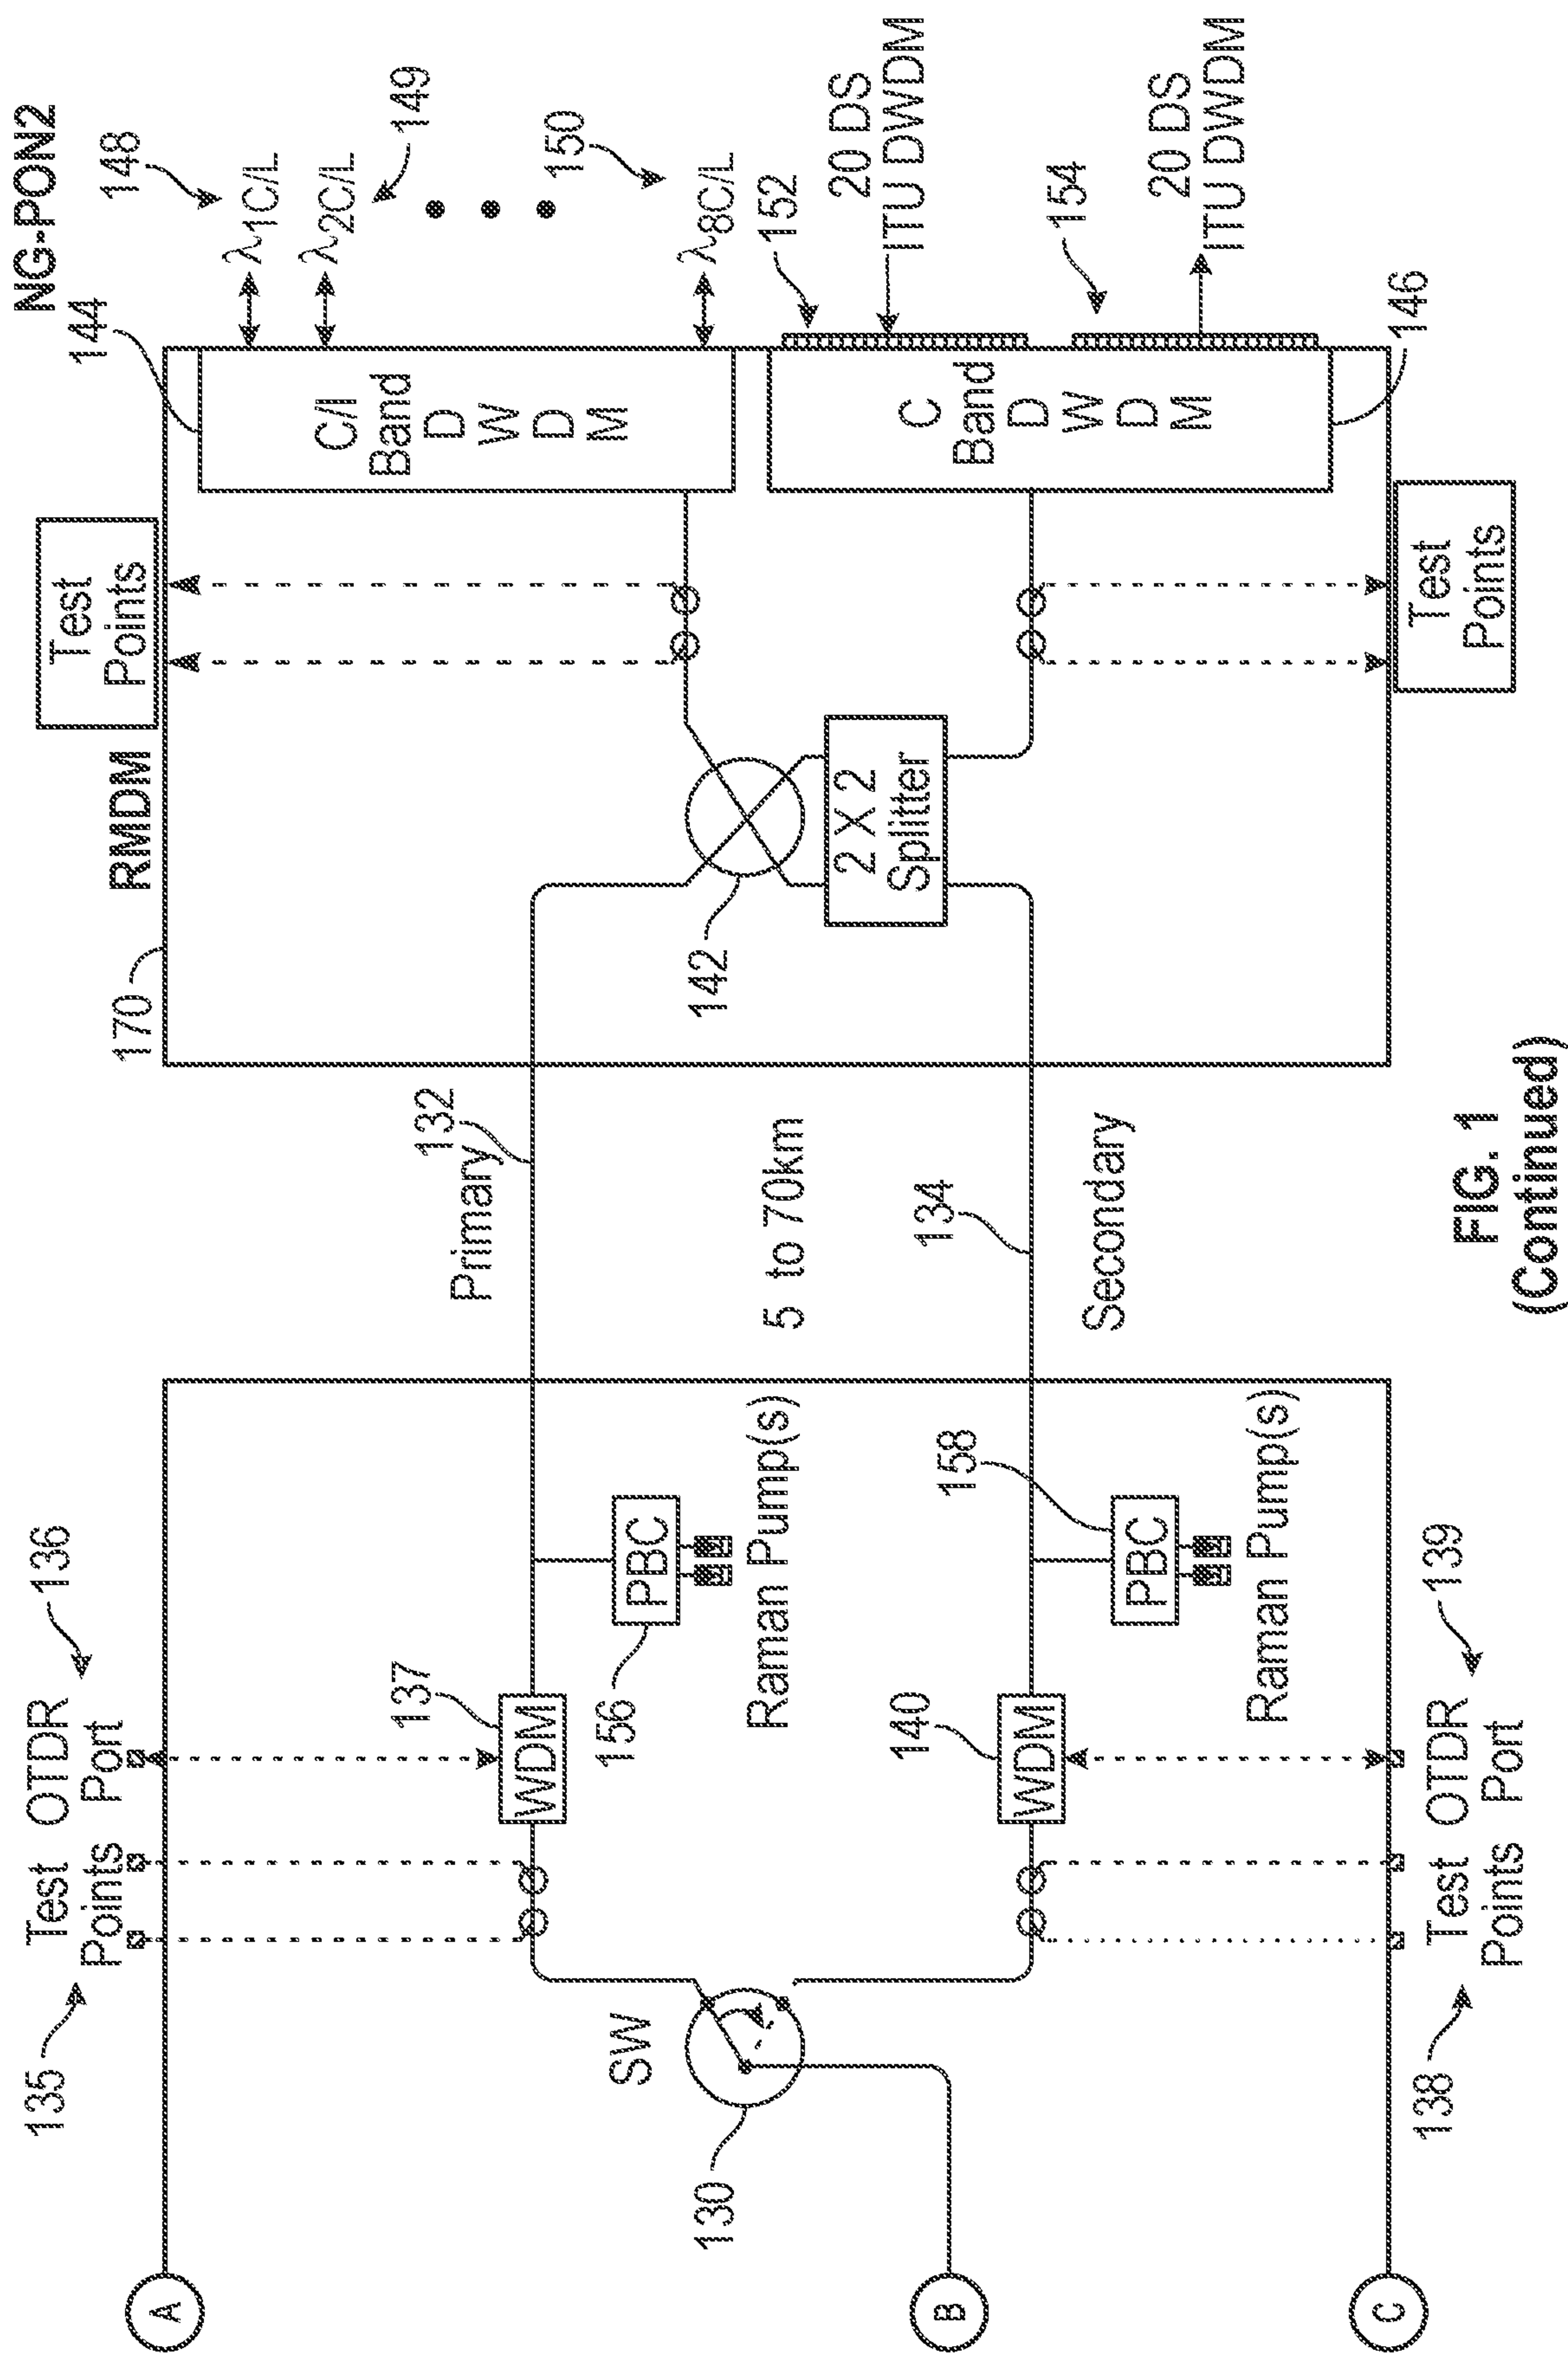 NG-PON2
135
Test
Points
136
OTDR
Port
RMDM
170
Test
Points
144
148
λ1C/L
λ2C/L
149
150
λ8C/L
C/I
Band
D
W
D
M
137
WDM
156
PBC
Raman Pump(s)
Primary
132
5 to 70km
SW
130
142
2 X 2
Splitter
152
20 DS
ITU DWDM
154
20 DS
ITU DWDM
C
Band
D
W
D
M
146
140
WDM
158
PBC
Raman Pump(s)
134
Secondary
138
Test
Points
139
OTDR
Port
Test
Points
A
B
C
FIG. 1
(Continued)